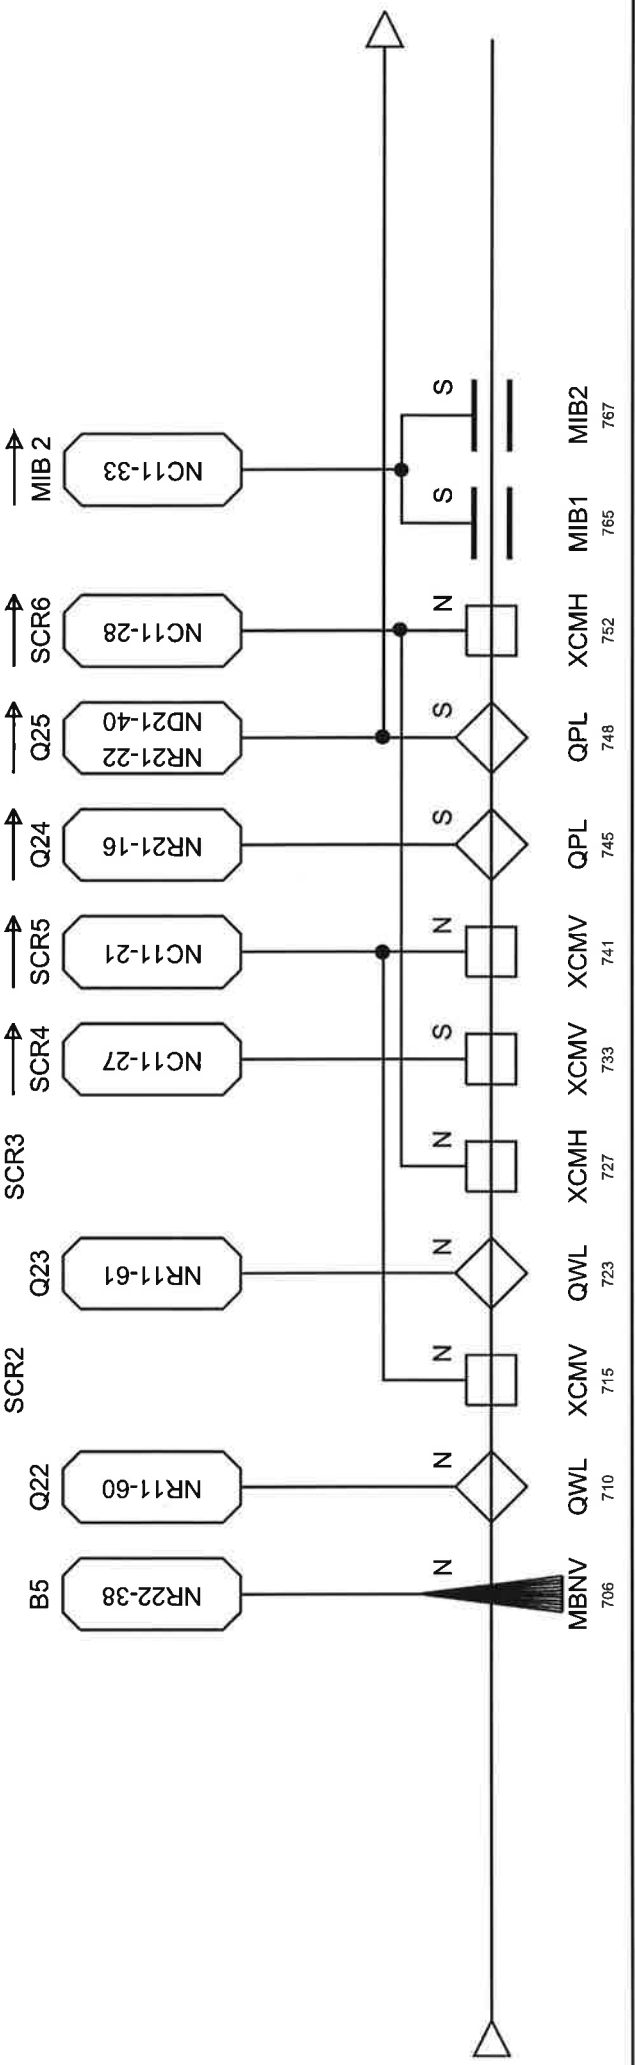 SCR2
SCR3
B5
Q22
Q23
SCR4
SCR5
Q24
Q25
SCR6
MIB 2
NR22-38
NR11-60
NR11-61
NC11-27
NC11-21
NR21-16
NR21-22
ND21-40
NC11-28
NC11-33
N
N
N
N
N
S
N
S
S
N
S
S
MBNV
QWL
XCMV
QWL
XCMH
XCMV
XCMV
QPL
QPL
XCMH
MIB1
MIB2
706
710
715
723
727
733
741
745
748
752
765
767